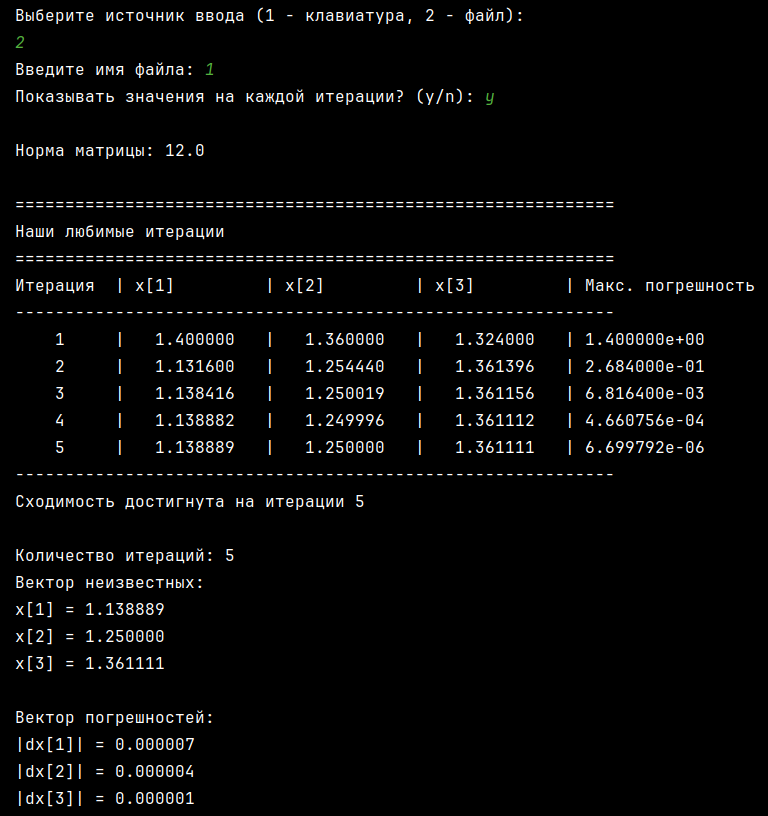 Выберите источник ввода (1 - клавиатура, 2 - файл):
2
Введите имя файла: 1
Показывать значения на каждой итерации? (y/n): y
Норма матрицы: 12.0
============================================================
Наши любимые итерации
============================================================
Итерация  | x[1]         | x[2]         | x[3]         | Макс. погрешность
------------------------------------------------------------
    1     |   1.400000   |   1.360000   |   1.324000   | 1.400000e+00
    2     |   1.131600   |   1.254440   |   1.361396   | 2.684000e-01
    3     |   1.138416   |   1.250019   |   1.361156   | 6.816400e-03
    4     |   1.138882   |   1.249996   |   1.361112   | 4.660756e-04
    5     |   1.138889   |   1.250000   |   1.361111   | 6.699792e-06
------------------------------------------------------------
Сходимость достигнута на итерации 5
Количество итераций: 5
Вектор неизвестных:
x[1] = 1.138889
x[2] = 1.250000
x[3] = 1.361111
Вектор погрешностей:
|dx[1]| = 0.000007
|dx[2]| = 0.000004
|dx[3]| = 0.000001